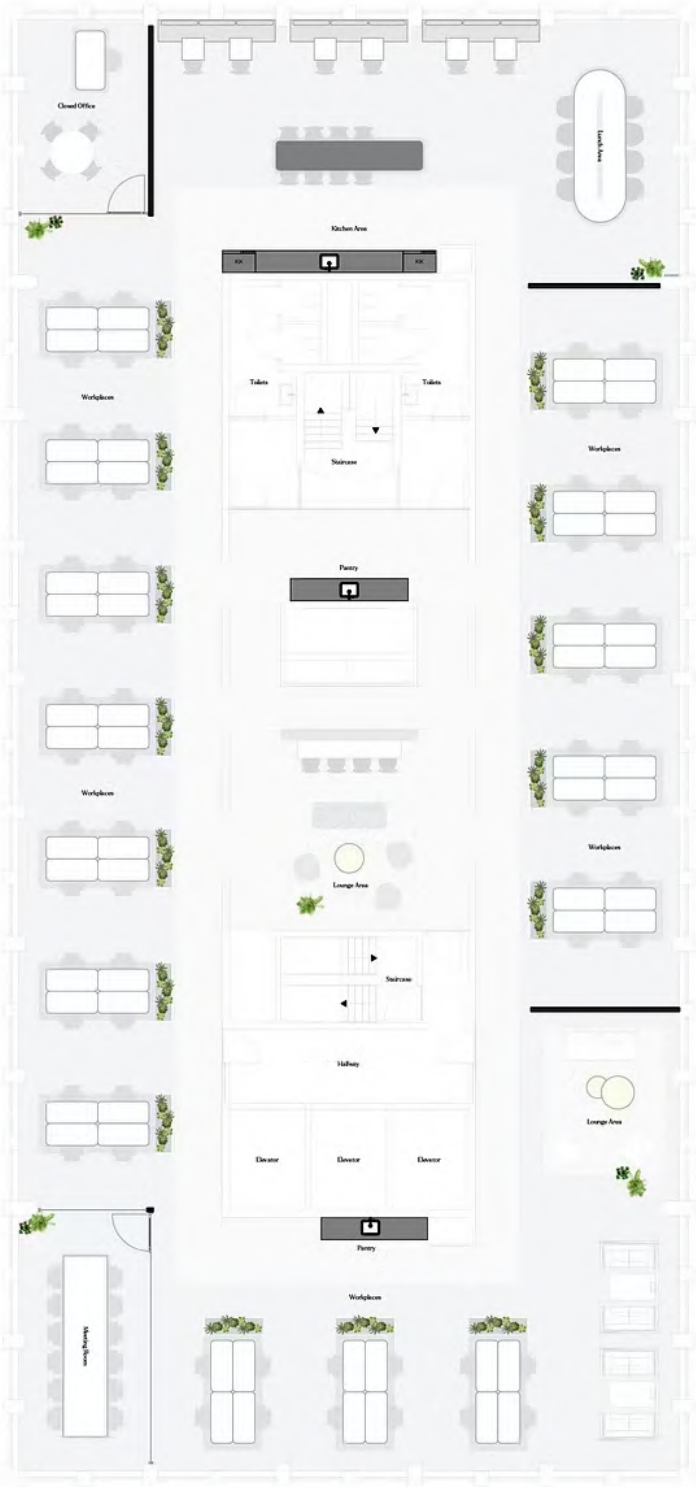 Closed Office
Lunch Area
Kitchen Area
Toilets
Toilets
Workplaces
Staircase
Workplaces
Pantry
Workplaces
Workplaces
Lounge Area
Staircase
Hallway
Lounge Area
Elevator
Elevator
Elevator
Pantry
Workplaces
Meeting Room